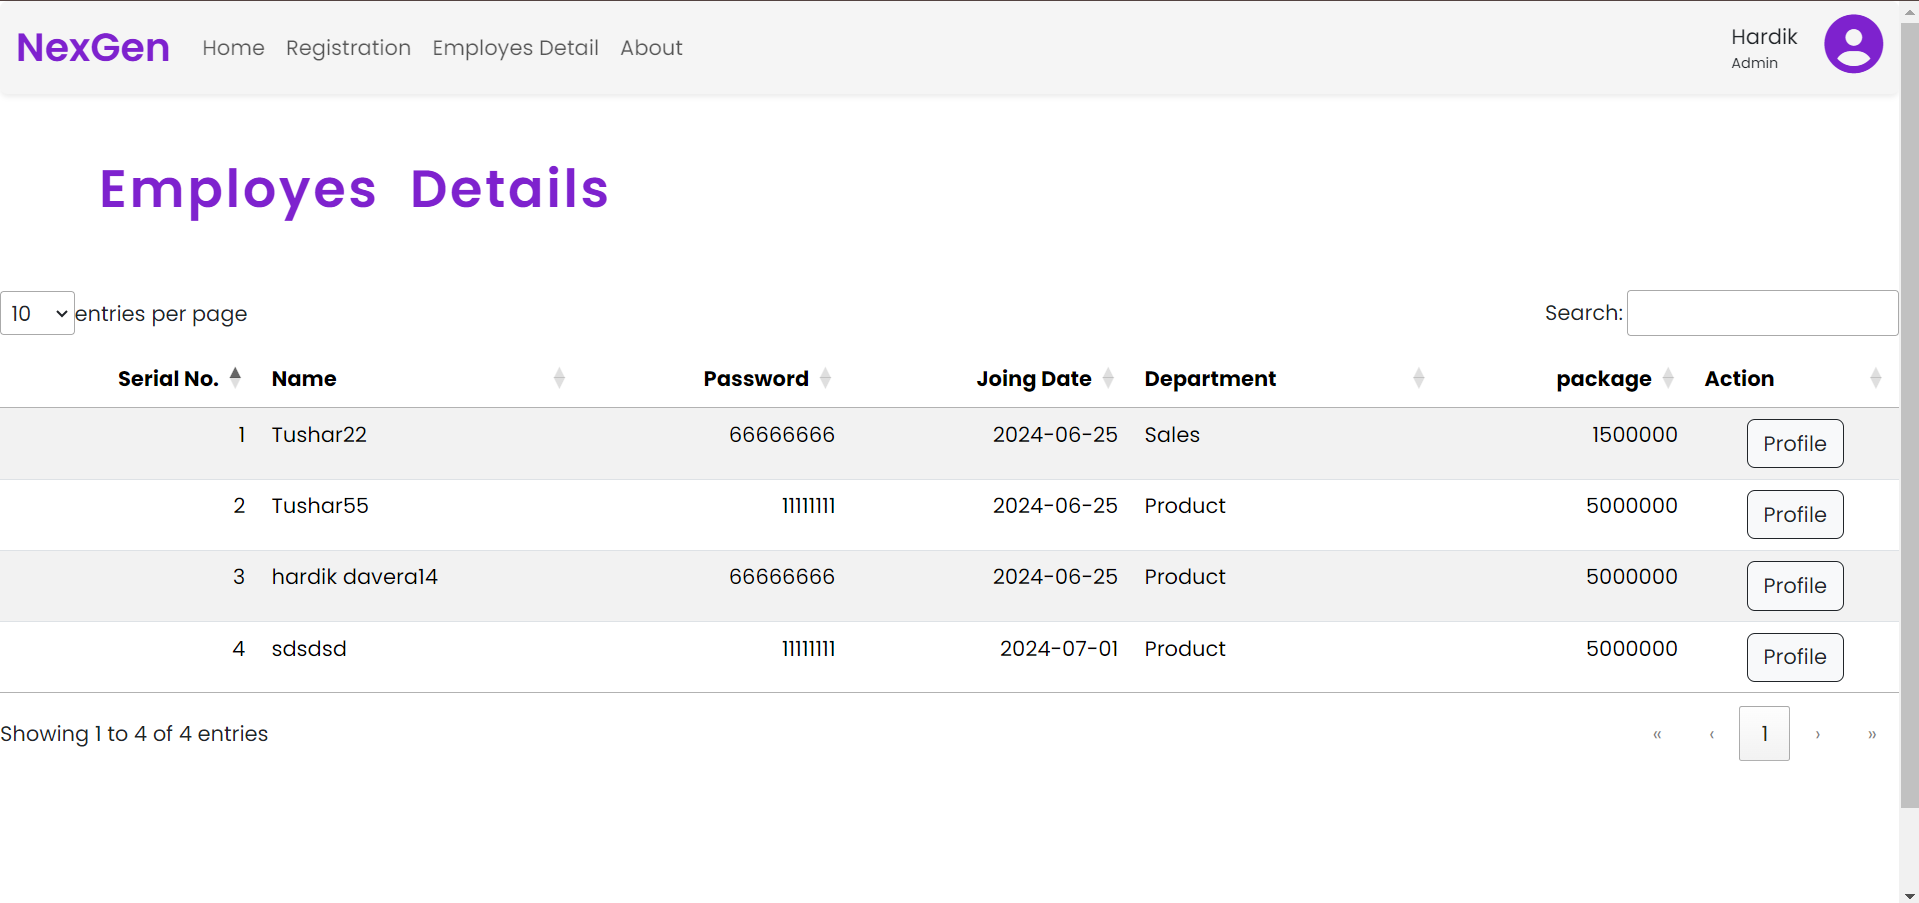 NexGen Home Registration Employes Detail About Hardik
Admin
Employes Details
10 entries per page Search:
Serial No. Name Password Joing Date Department package Action
1 Tushar22 66666666 2024-06-25 Sales 1500000 Profile
2 Tushar55 11111111 2024-06-25 Product 5000000 Profile
3 hardik davera14 66666666 2024-06-25 Product 5000000 Profile
4 sdsdsd 11111111 2024-07-01 Product 5000000 Profile
Showing 1 to 4 of 4 entries « ‹ 1 › »